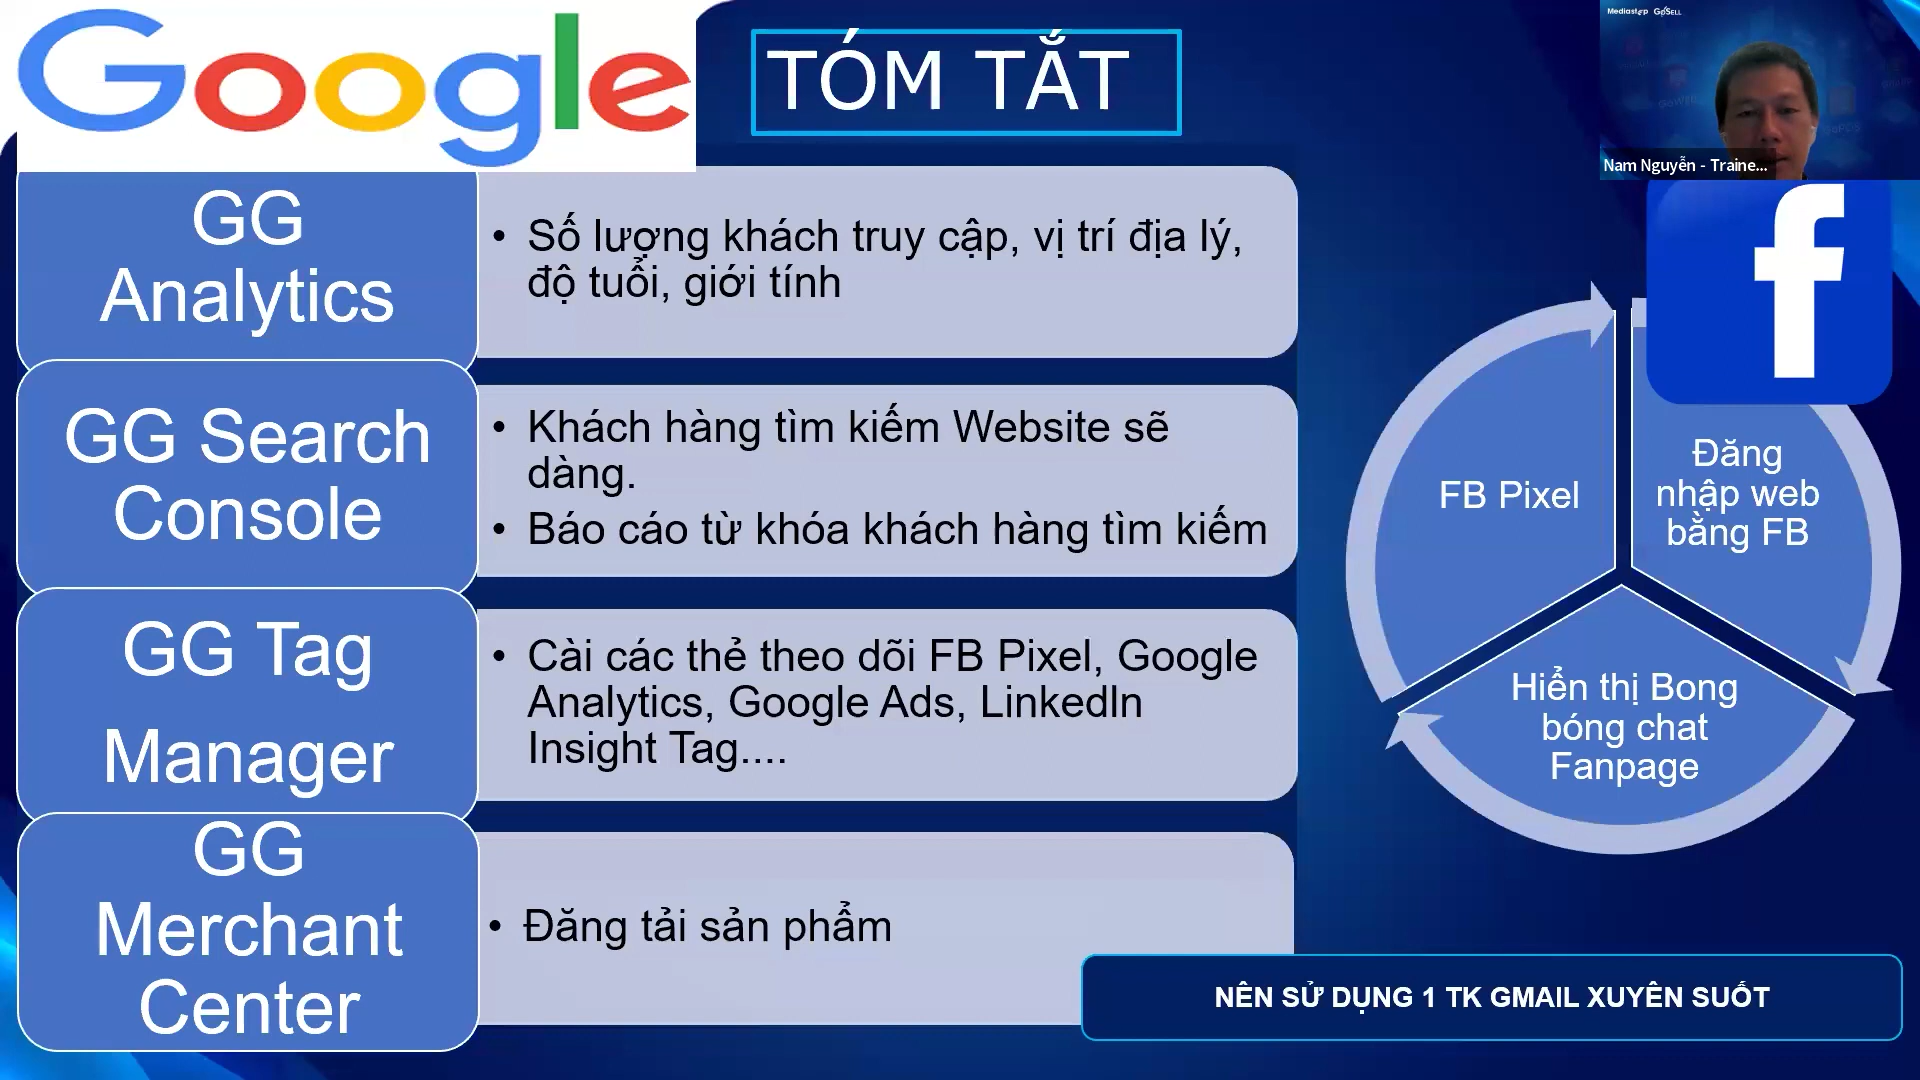 Google
TÓM TẮT
Mediastep GoSELL
Nam Nguyễn - Traine...
GG
Analytics
• Số lượng khách truy cập, vị trí địa lý,
độ tuổi, giới tính
GG Search
Console
• Khách hàng tìm kiếm Website sẽ
dàng.
• Báo cáo từ khóa khách hàng tìm kiếm
GG Tag
Manager
• Cài các thẻ theo dõi FB Pixel, Google
Analytics, Google Ads, LinkedIn
Insight Tag....
GG
Merchant
Center
• Đăng tải sản phẩm
f
FB Pixel
Đăng
nhập web
bằng FB
Hiển thị Bong
bóng chat
Fanpage
NÊN SỬ DỤNG 1 TK GMAIL XUYÊN SUỐT